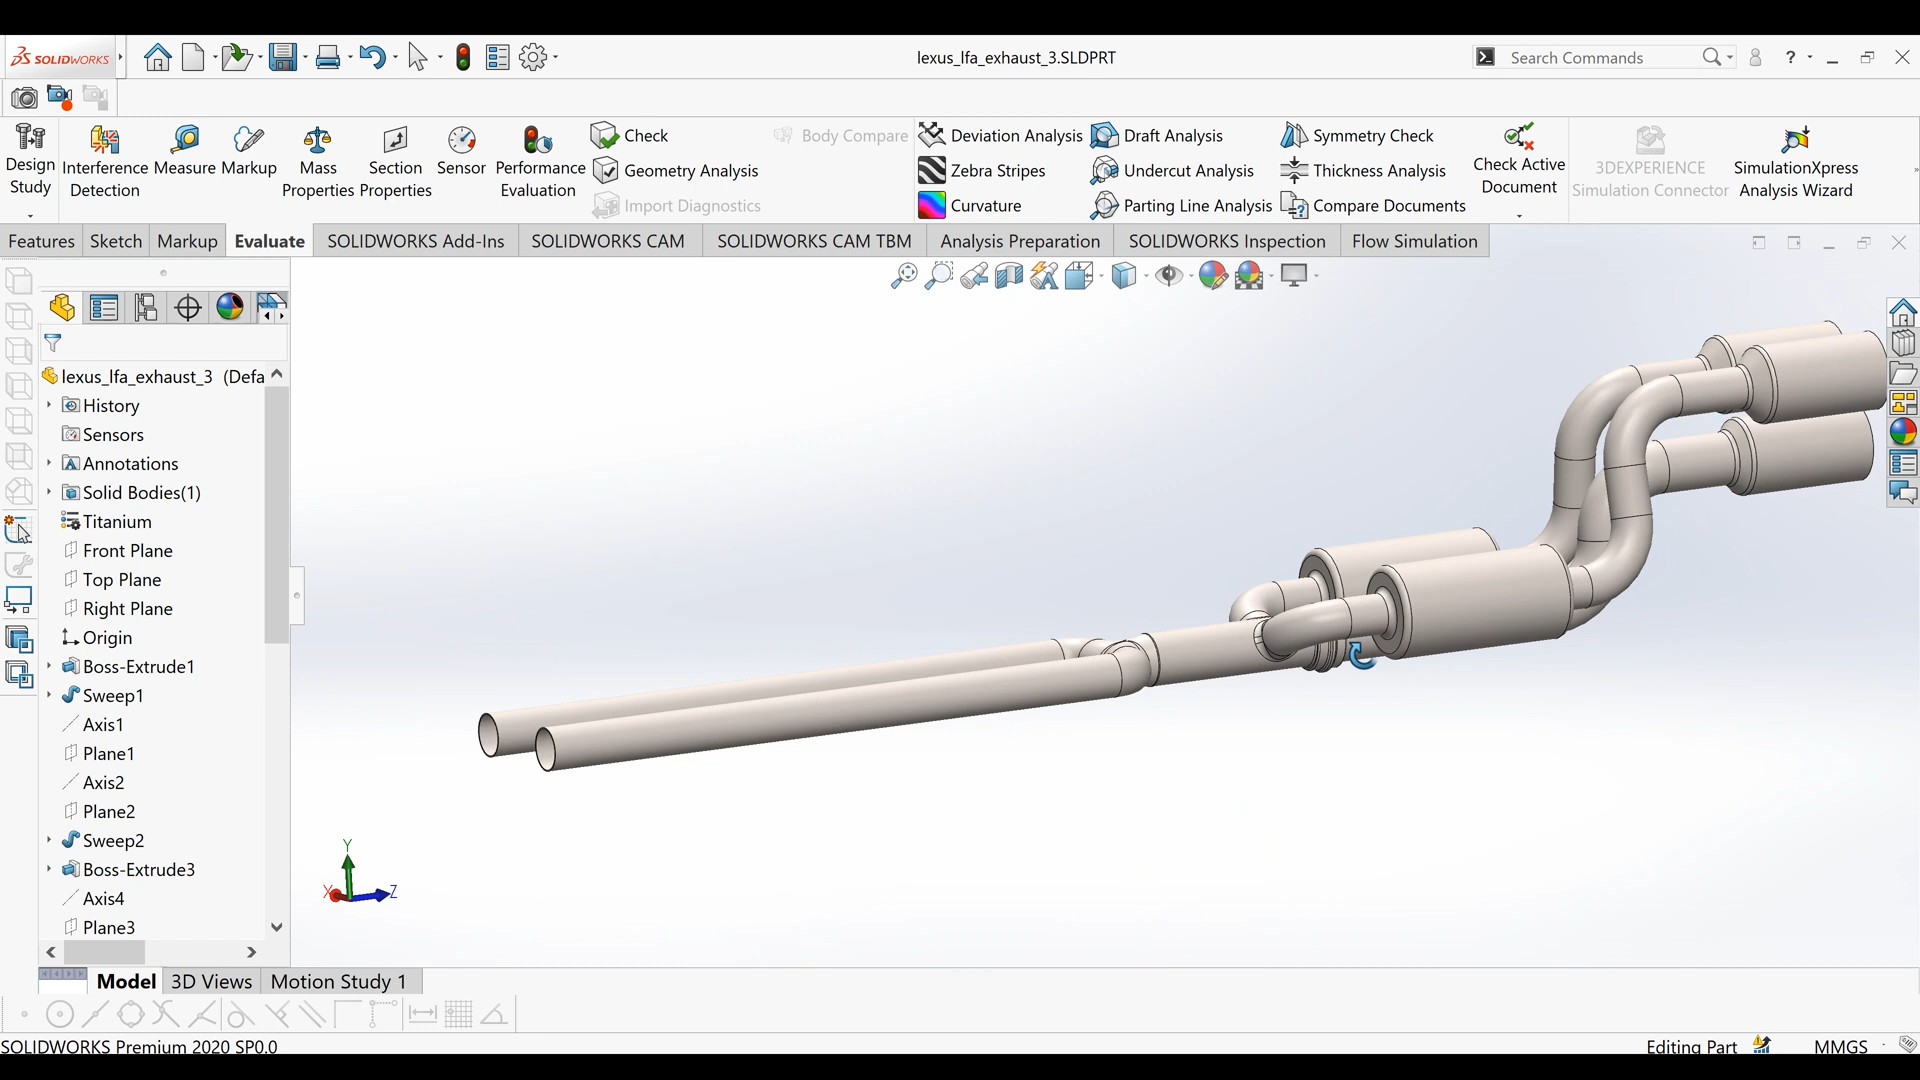 SOLIDWORKS
lexus_lfa_exhaust_3.SLDPRT
Search Commands
?
Design Study
Interference Detection
Measure
Markup
Mass Properties
Section Properties
Sensor
Performance Evaluation
Check
Geometry Analysis
Import Diagnostics
Body Compare
Deviation Analysis
Zebra Stripes
Curvature
Draft Analysis
Undercut Analysis
Parting Line Analysis
Symmetry Check
Thickness Analysis
Compare Documents
Check Active Document
3DEXPERIENCE Simulation Connector
SimulationXpress Analysis Wizard
Features
Sketch
Markup
Evaluate
SOLIDWORKS Add-Ins
SOLIDWORKS CAM
SOLIDWORKS CAM TBM
Analysis Preparation
SOLIDWORKS Inspection
Flow Simulation
lexus_lfa_exhaust_3 (Defa
History
Sensors
Annotations
Solid Bodies(1)
Titanium
Front Plane
Top Plane
Right Plane
Origin
Boss-Extrude1
Sweep1
Axis1
Plane1
Axis2
Plane2
Sweep2
Boss-Extrude3
Axis4
Plane3
Y
X
Z
Model
3D Views
Motion Study 1
SOLIDWORKS Premium 2020 SP0.0
Editing Part
MMGS